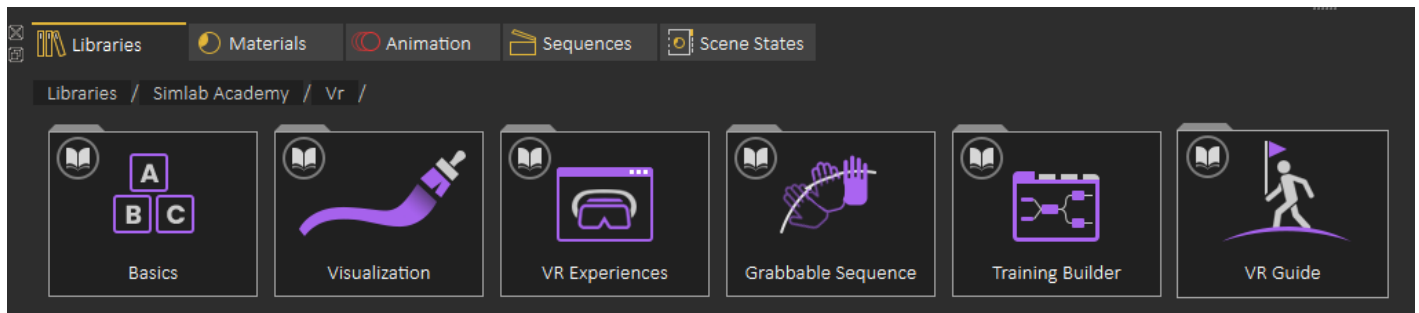 Libraries Materials Animation Sequences Scene States
Libraries / Simlab Academy / Vr /
A
B C
Basics Visualization VR Experiences Grabbable Sequence Training Builder VR Guide